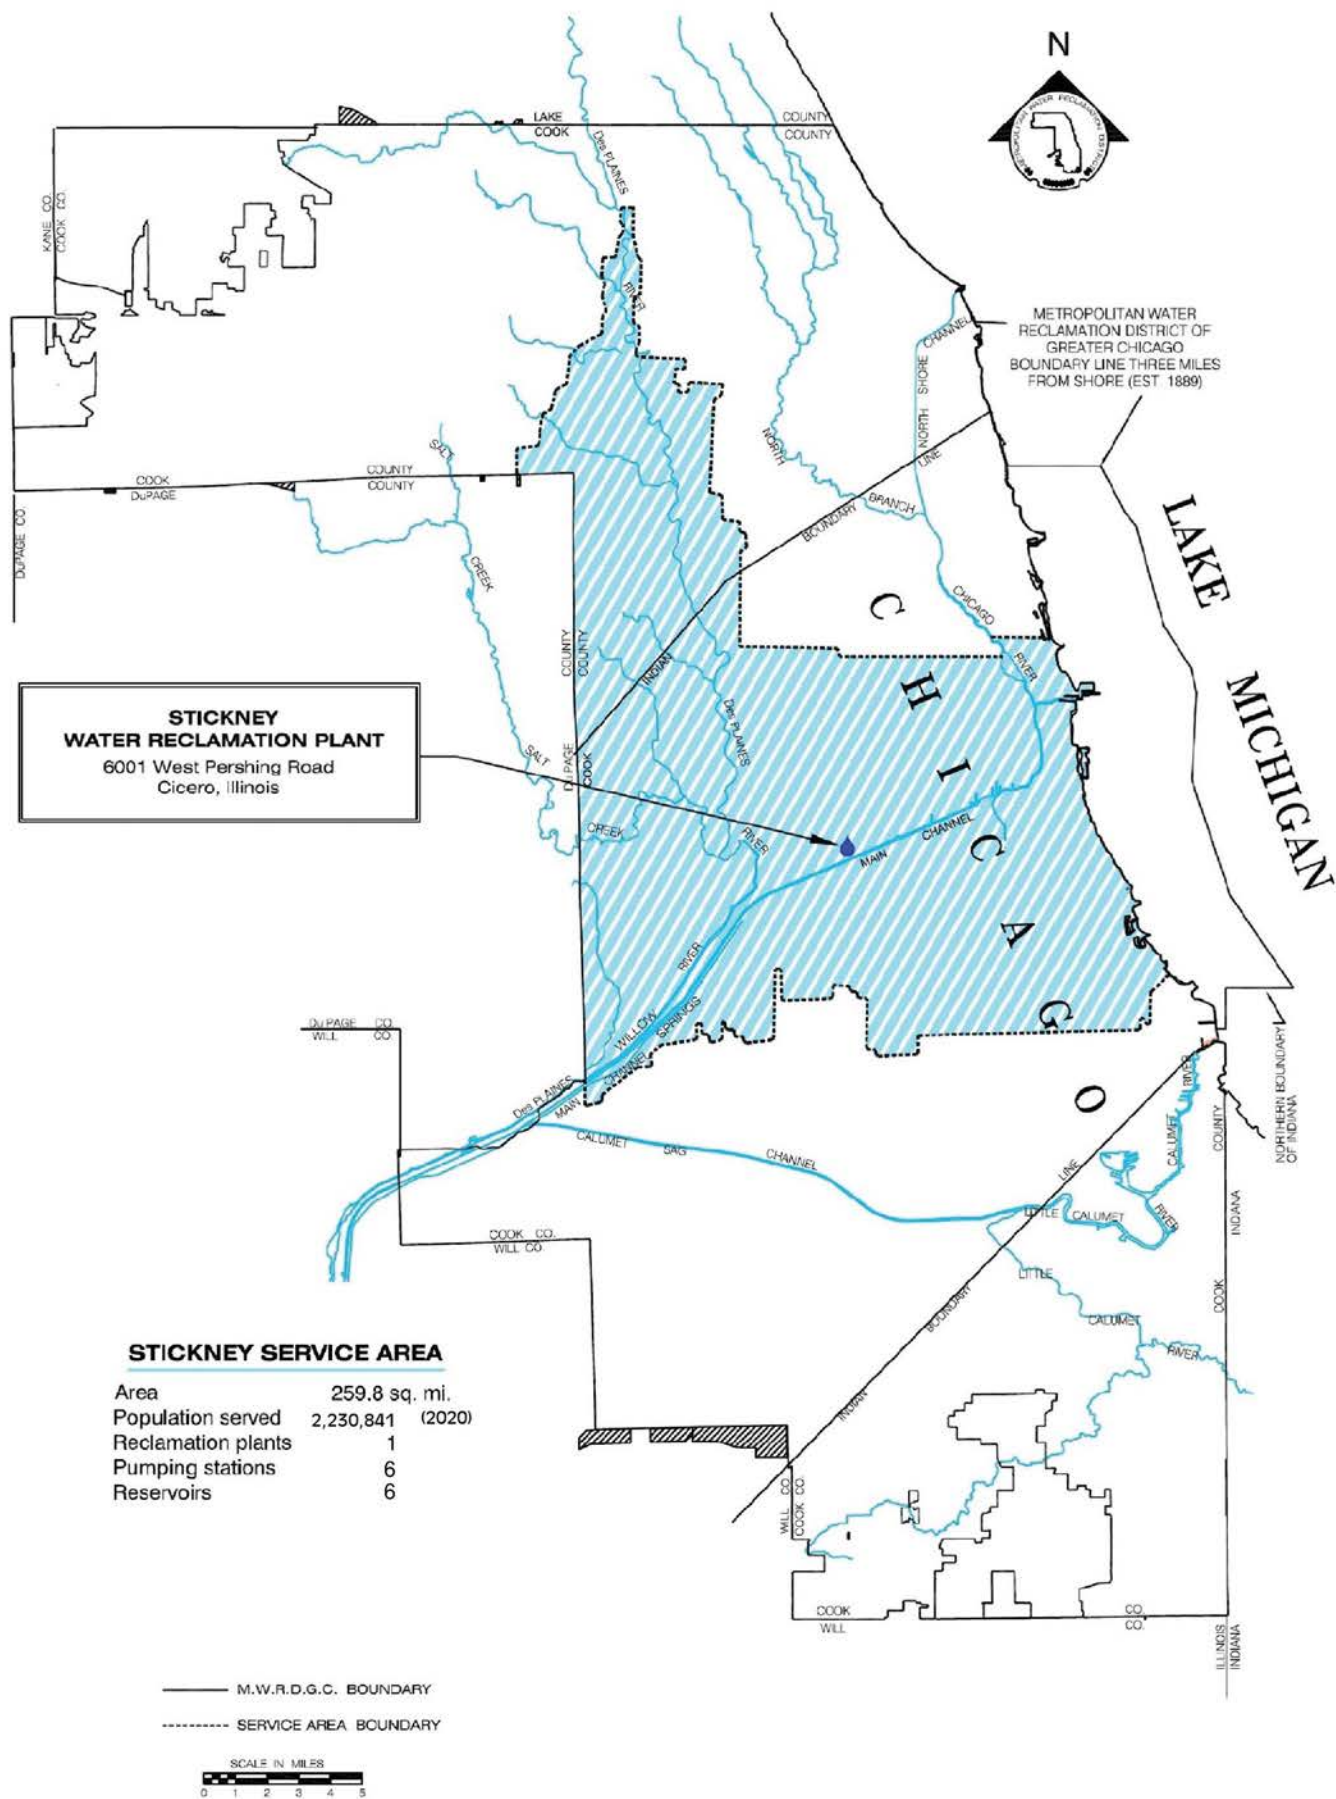 N
METROPOLITAN WATER RECLAMATION DISTRICT
LAKE
COOK
COUNTY
COUNTY
Des PLAINES
RIVER
KANE CO.
COOK CO.
METROPOLITAN WATER
RECLAMATION DISTRICT OF
GREATER CHICAGO
BOUNDARY LINE THREE MILES
FROM SHORE (EST. 1889)
CHANNEL
SHORE
NORTH
LINE
NORTH
BRANCH
BOUNDARY
INDIAN
SALT
CREEK
COOK
DuPAGE
COUNTY
COUNTY
DuPAGE CO.
LAKE
MICHIGAN
CHICAGO
CHICAGO
RIVER
COUNTY
COUNTY
DuPAGE
COOK
Des PLAINES
RIVER
STICKNEY
WATER RECLAMATION PLANT
6001 West Pershing Road
Cicero, Illinois
SALT
CREEK
MAIN
CHANNEL
RIVER
WILLOW
SPRINGS
CHANNEL
DuPAGE CO.
WILL CO.
Des PLAINES
MAIN
CALUMET
SAG
CHANNEL
LINE
LITTLE
CALUMET
RIVER
CALUMET
RIVER
COUNTY
COOK
INDIANA
NORTHERN BOUNDARY
OF INDIANA
COOK CO.
WILL CO.
LITTLE
CALUMET
RIVER
BOUNDARY
INDIAN
STICKNEY SERVICE AREA
Area 259.8 sq. mi.
Population served 2,230,841 (2020)
Reclamation plants 1
Pumping stations 6
Reservoirs 6
WILL CO.
COOK CO.
COOK
WILL
CO.
CO.
ILLINOIS
INDIANA
M.W.R.D.G.C. BOUNDARY
SERVICE AREA BOUNDARY
SCALE IN MILES
0 1 2 3 4 5